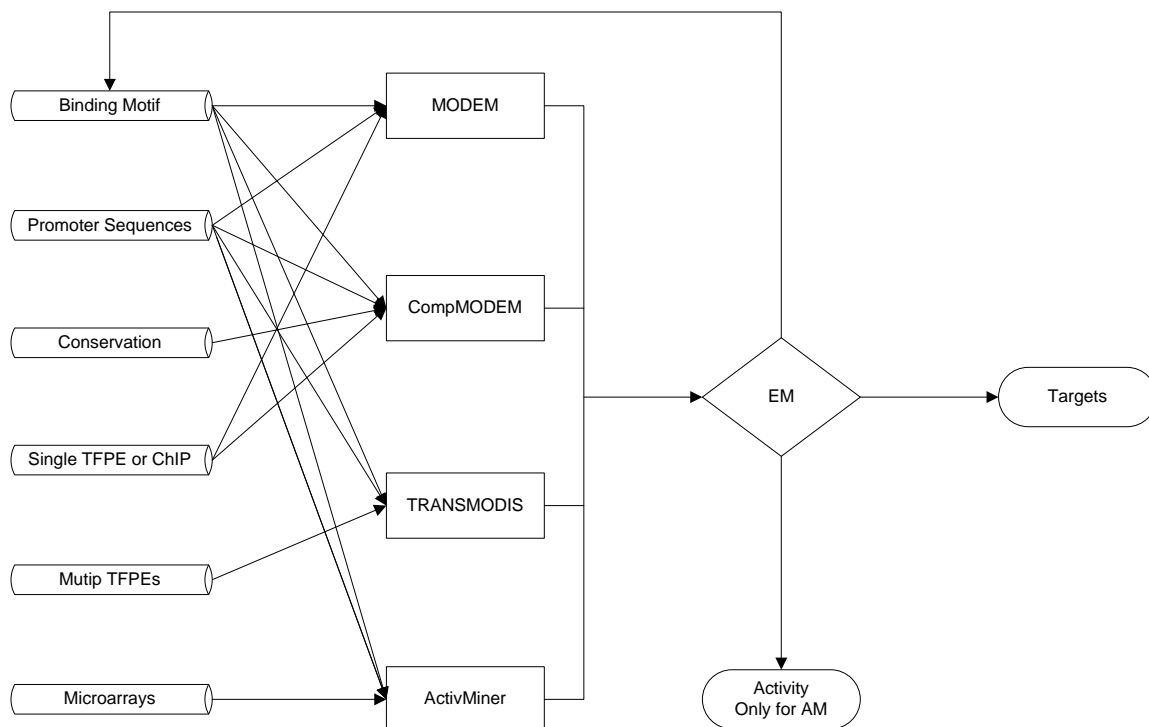 Binding Motif
Promoter Sequences
Conservation
Single TFPE or ChIP
Mutip TFPEs
Microarrays
MODEM
CompMODEM
TRANSMODIS
ActivMiner
EM
Targets
Activity
Only for AM